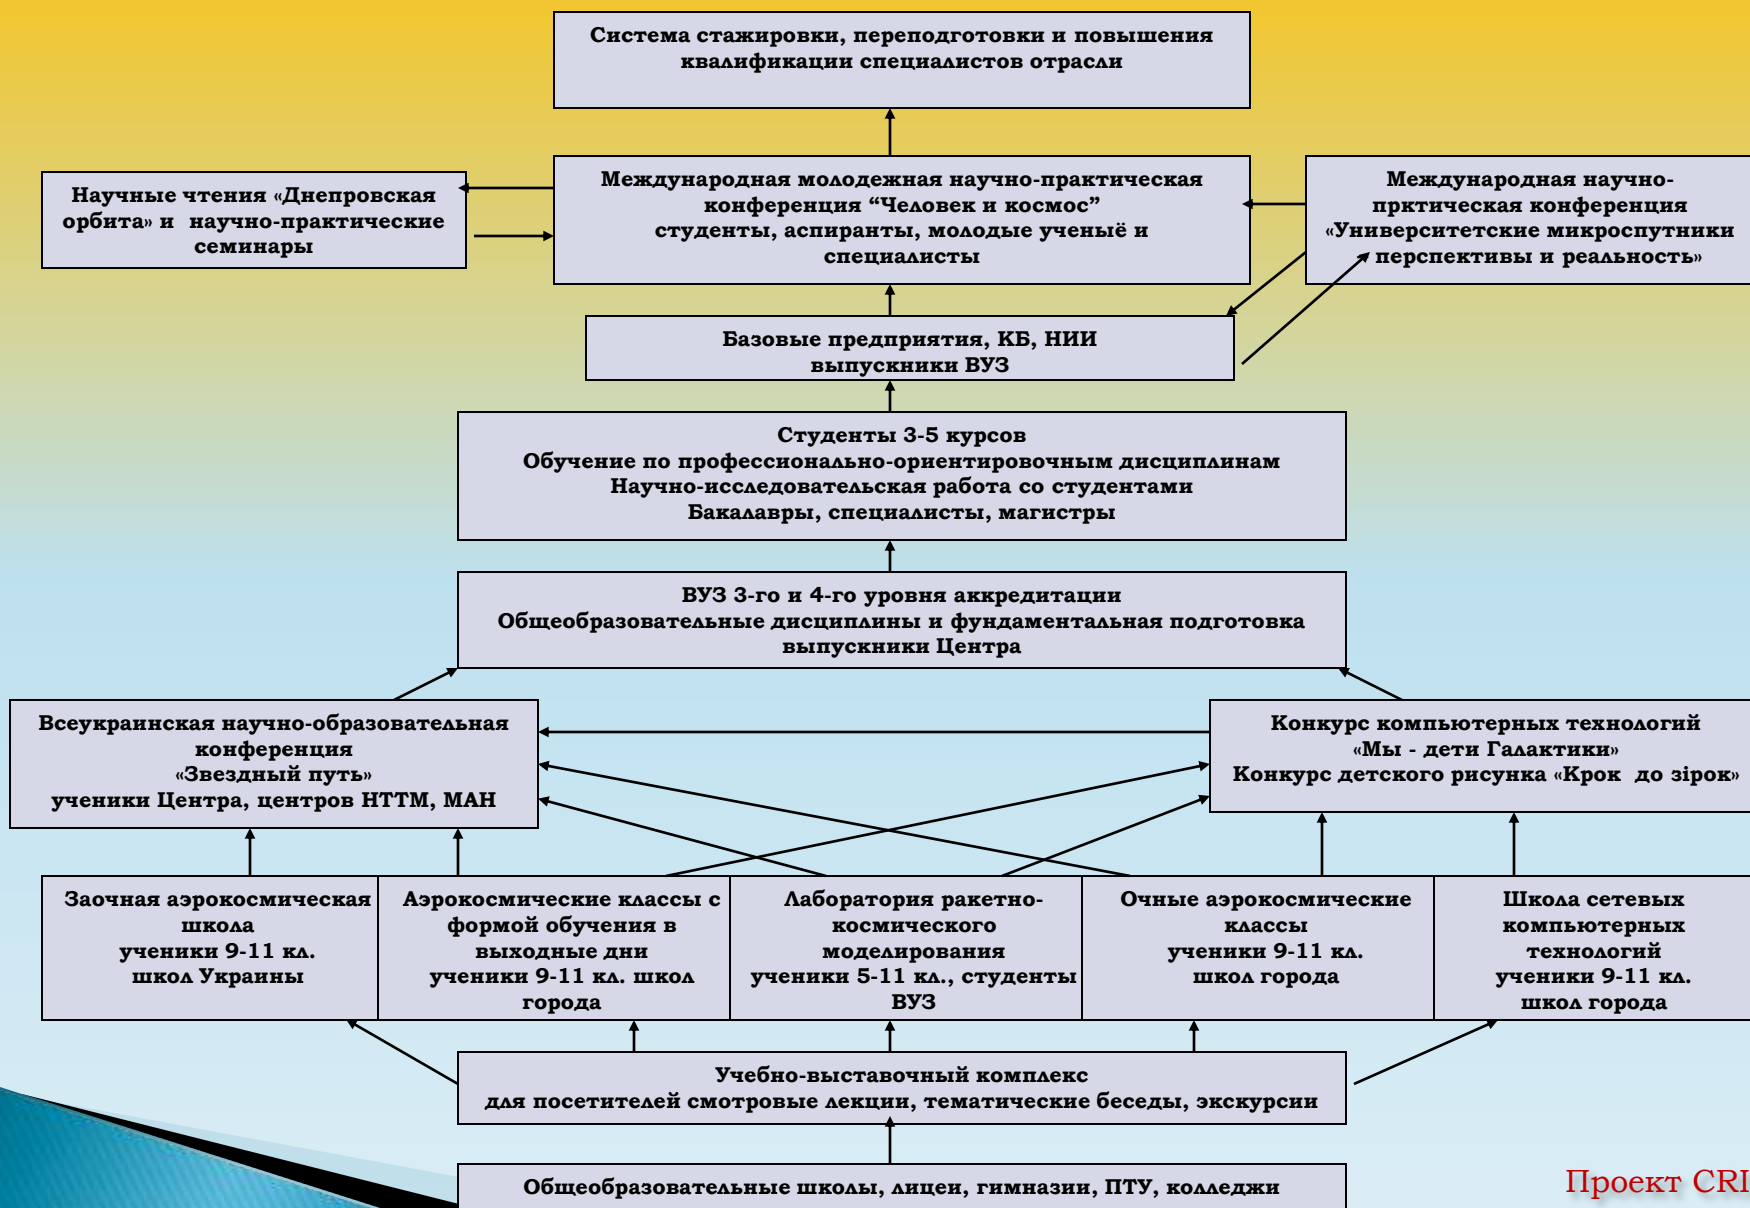 Система стажировки, переподготовки и повышения
квалификации специалистов отрасли
Научные чтения «Днепровская
орбита» и научно-практические
семинары
Международная молодежная научно-практическая
конференция “Человек и космос”
студенты, аспиранты, молодые ученыё и
специалисты
Международная научно-
прктическая конференция
«Университетские микроспутники
перспективы и реальность»
Базовые предприятия, КБ, НИИ
выпускники ВУЗ
Студенты 3-5 курсов
Обучение по профессионально-ориентировочным дисциплинам
Научно-исследовательская работа со студентами
Бакалавры, специалисты, магистры
ВУЗ 3-го и 4-го уровня аккредитации
Общеобразовательные дисциплины и фундаментальная подготовка
выпускники Центра
Всеукраинская научно-образовательная
конференция
«Звездный путь»
ученики Центра, центров НТТМ, МАН
Конкурс компьютерных технологий
«Мы - дети Галактики»
Конкурс детского рисунка «Крок до зірок»
Заочная аэрокосмическая
школа
ученики 9-11 кл.
школ Украины
Аэрокосмические классы с
формой обучения в
выходные дни
ученики 9-11 кл. школ
города
Лаборатория ракетно-
космического
моделирования
ученики 5-11 кл., студенты
ВУЗ
Очные аэрокосмические
классы
ученики 9-11 кл.
школ города
Школа сетевых
компьютерных
технологий
ученики 9-11 кл.
школ города
Учебно-выставочный комплекс
для посетителей смотровые лекции, тематические беседы, экскурсии
Общеобразовательные школы, лицеи, гимназии, ПТУ, колледжи
Проект CRI